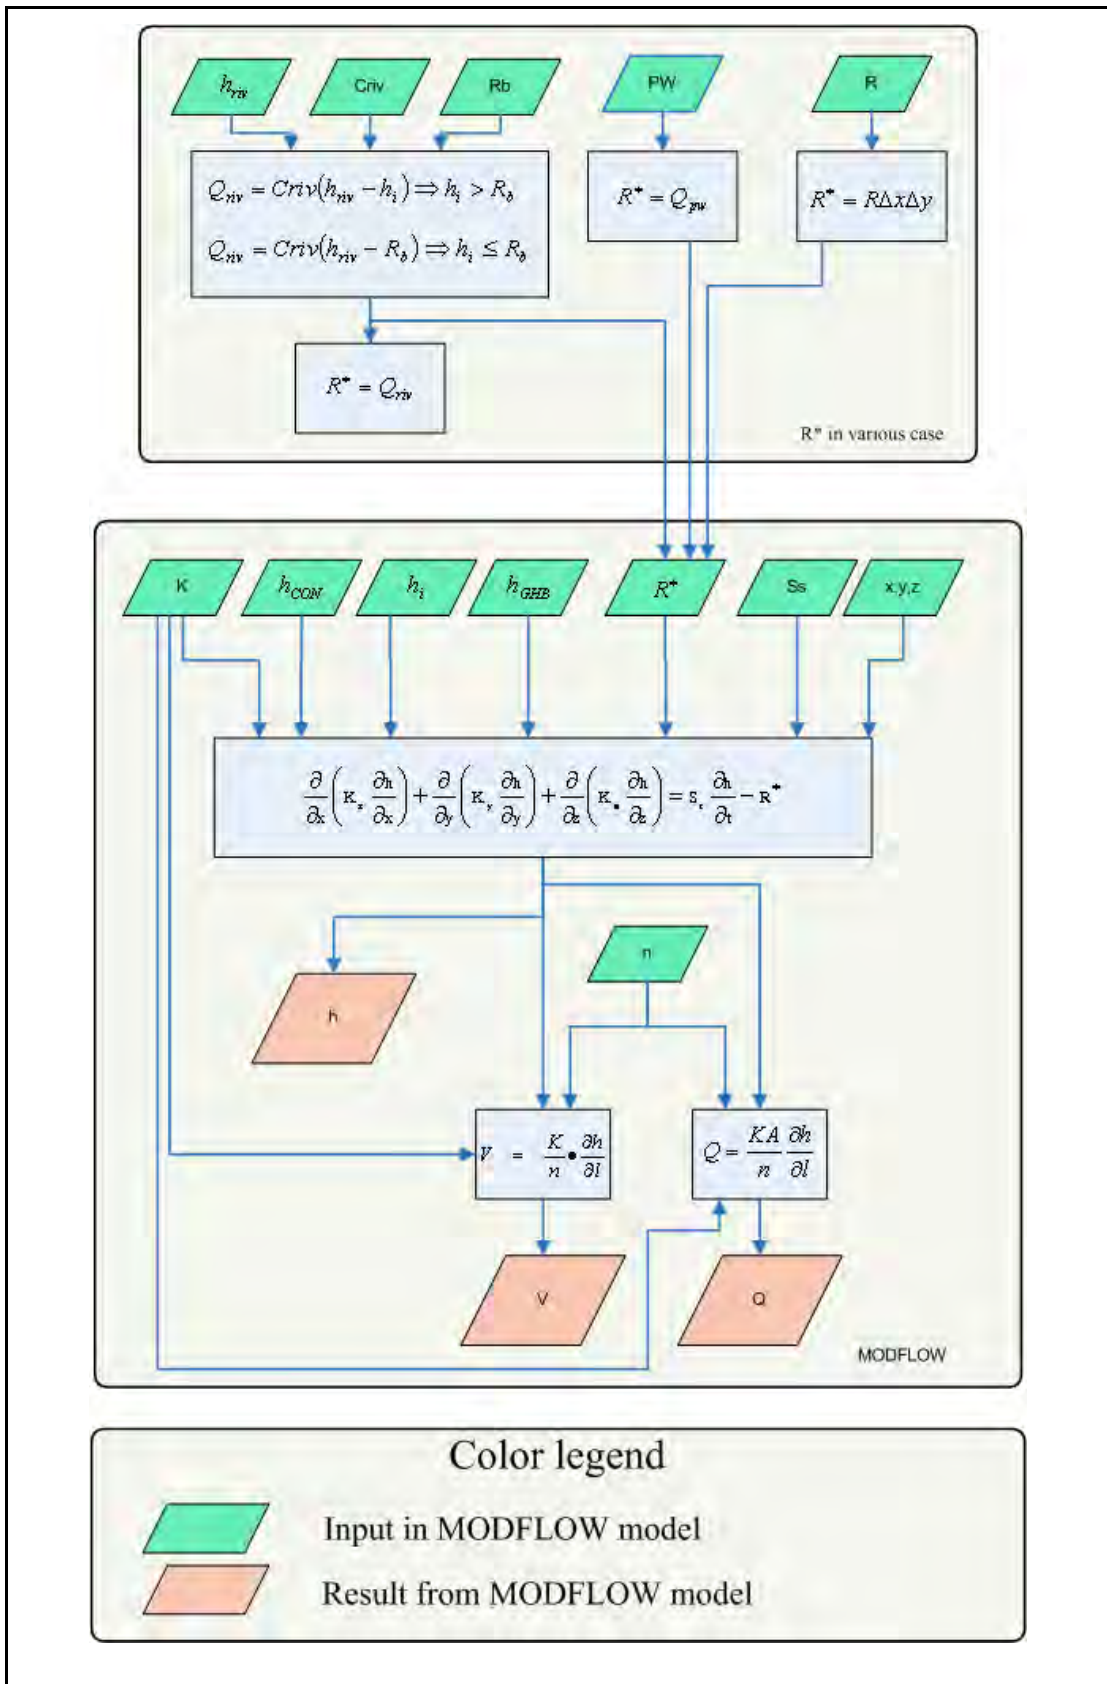 h_riv Criv Rb PW R
Q_riv = Criv(h_riv − h_i) ⇒ h_i > R_b
Q_riv = Criv(h_riv − R_b) ⇒ h_i ≤ R_b
R* = Q_pw
R* = RΔxΔy
R* = Q_riv
R* in various case
K h_CON h_i h_GHB R* Ss x,y,z
∂/∂x (K_x ∂h/∂x) + ∂/∂y (K_y ∂h/∂y) + ∂/∂z (K_z ∂h/∂z) = S_s ∂h/∂t − R*
n
h
V = K/n • ∂h/∂l
Q = KA/n ∂h/∂l
V Q
MODFLOW
Color legend
Input in MODFLOW model
Result from MODFLOW model